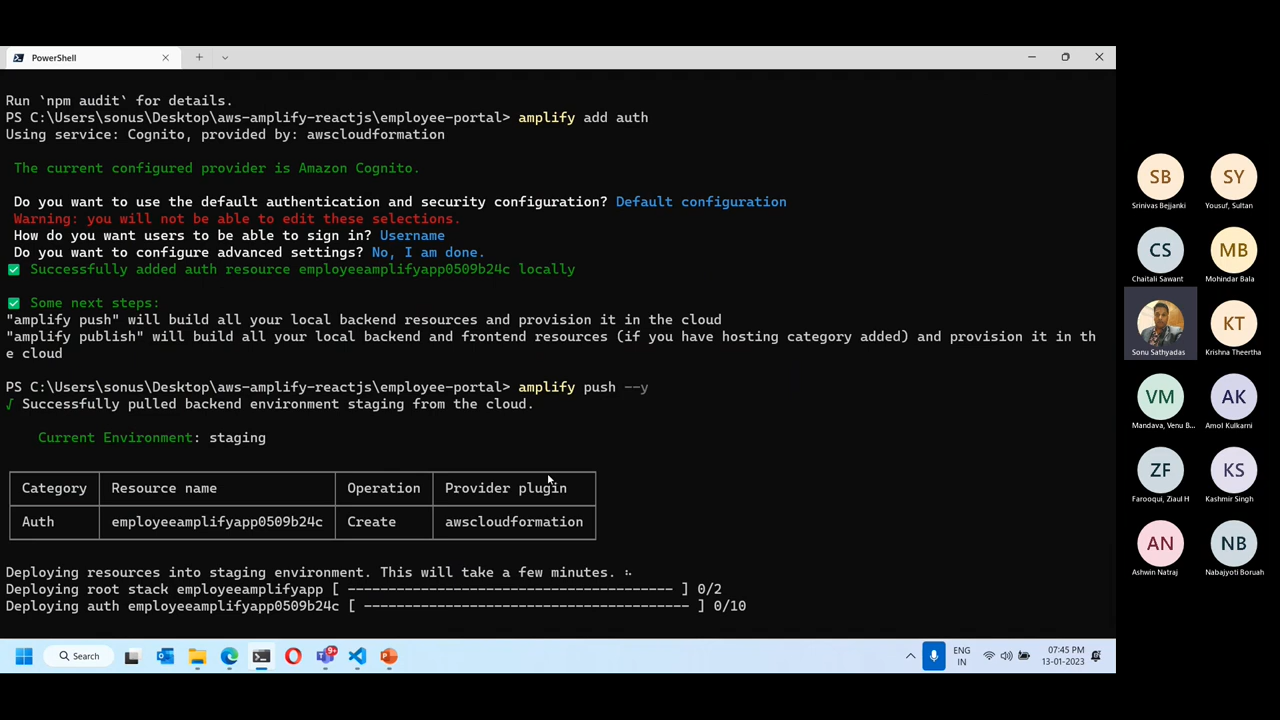 PowerShell
Run `npm audit` for details.
PS C:\Users\sonus\Desktop\aws-amplify-reactjs\employee-portal> amplify add auth
Using service: Cognito, provided by: awscloudformation
The current configured provider is Amazon Cognito.
Do you want to use the default authentication and security configuration? Default configuration
Warning: you will not be able to edit these selections.
How do you want users to be able to sign in? Username
Do you want to configure advanced settings? No, I am done.
✅ Successfully added auth resource employeeamplifyapp0509b24c locally
✅ Some next steps:
"amplify push" will build all your local backend resources and provision it in the cloud
"amplify publish" will build all your local backend and frontend resources (if you have hosting category added) and provision it in th
e cloud
PS C:\Users\sonus\Desktop\aws-amplify-reactjs\employee-portal> amplify push --y
√ Successfully pulled backend environment staging from the cloud.
Current Environment: staging
Category Resource name Operation Provider plugin
Auth employeeamplifyapp0509b24c Create awscloudformation
Deploying resources into staging environment. This will take a few minutes.
Deploying root stack employeeamplifyapp [ ---------------------------------------- ] 0/2
Deploying auth employeeamplifyapp0509b24c [ ---------------------------------------- ] 0/10
Search
9+
ENG
IN
07:45 PM
13-01-2023
SB
Srinivas Bejjanki
SY
Yousuf, Sultan
CS
Chaitali Sawant
MB
Mohindar Bala
Sonu Sathyadas
KT
Krishna Theertha
VM
Mandava, Venu B...
AK
Amol Kulkarni
ZF
Farooqui, Ziaul H
KS
Kashmir Singh
AN
Ashwin Natraj
NB
Nabajyoti Boruah